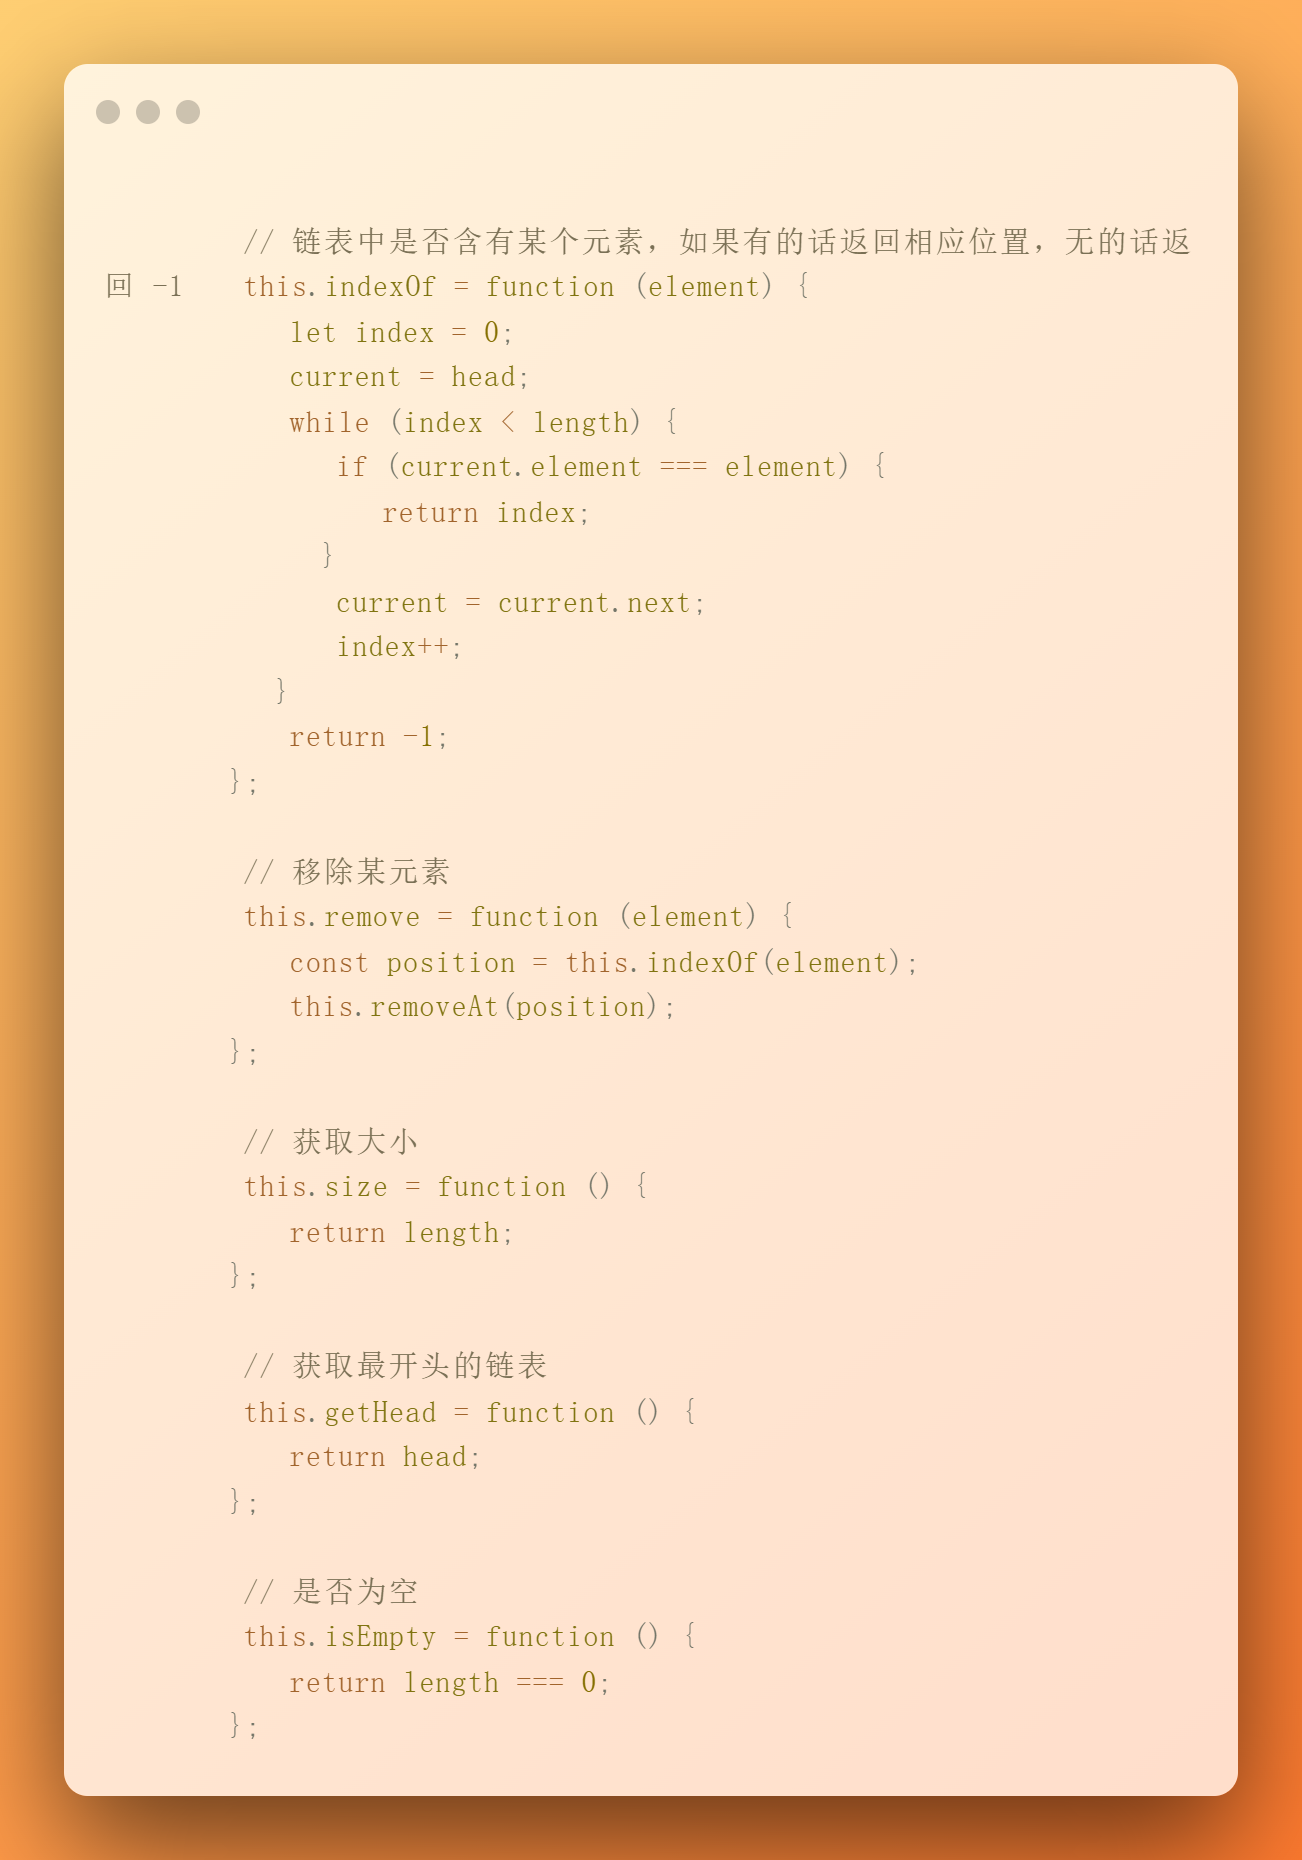 // 链表中是否含有某个元素，如果有的话返回相应位置，无的话返
回 -1    this.indexOf = function (element) {
            let index = 0;
            current = head;
            while (index < length) {
               if (current.element === element) {
                  return index;
              }
               current = current.next;
               index++;
           }
            return -1;
        };

         // 移除某元素
         this.remove = function (element) {
            const position = this.indexOf(element);
            this.removeAt(position);
        };

         // 获取大小
         this.size = function () {
            return length;
        };

         // 获取最开头的链表
         this.getHead = function () {
            return head;
        };

         // 是否为空
         this.isEmpty = function () {
            return length === 0;
        };